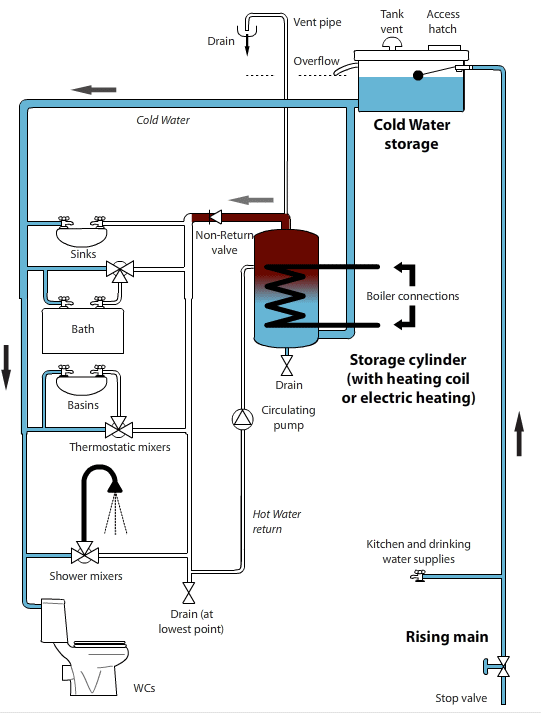 Tank
vent
Access
hatch
Vent pipe
Drain
Overflow
Cold Water
Cold Water
storage
Non-Return
valve
Sinks
Boiler connections
Bath
Storage cylinder
(with heating coil
or electric heating)
Drain
Basins
Circulating
pump
Thermostatic mixers
Hot Water
return
Kitchen and drinking
water supplies
Shower mixers
Drain (at
lowest point)
Rising main
WCs
Stop valve